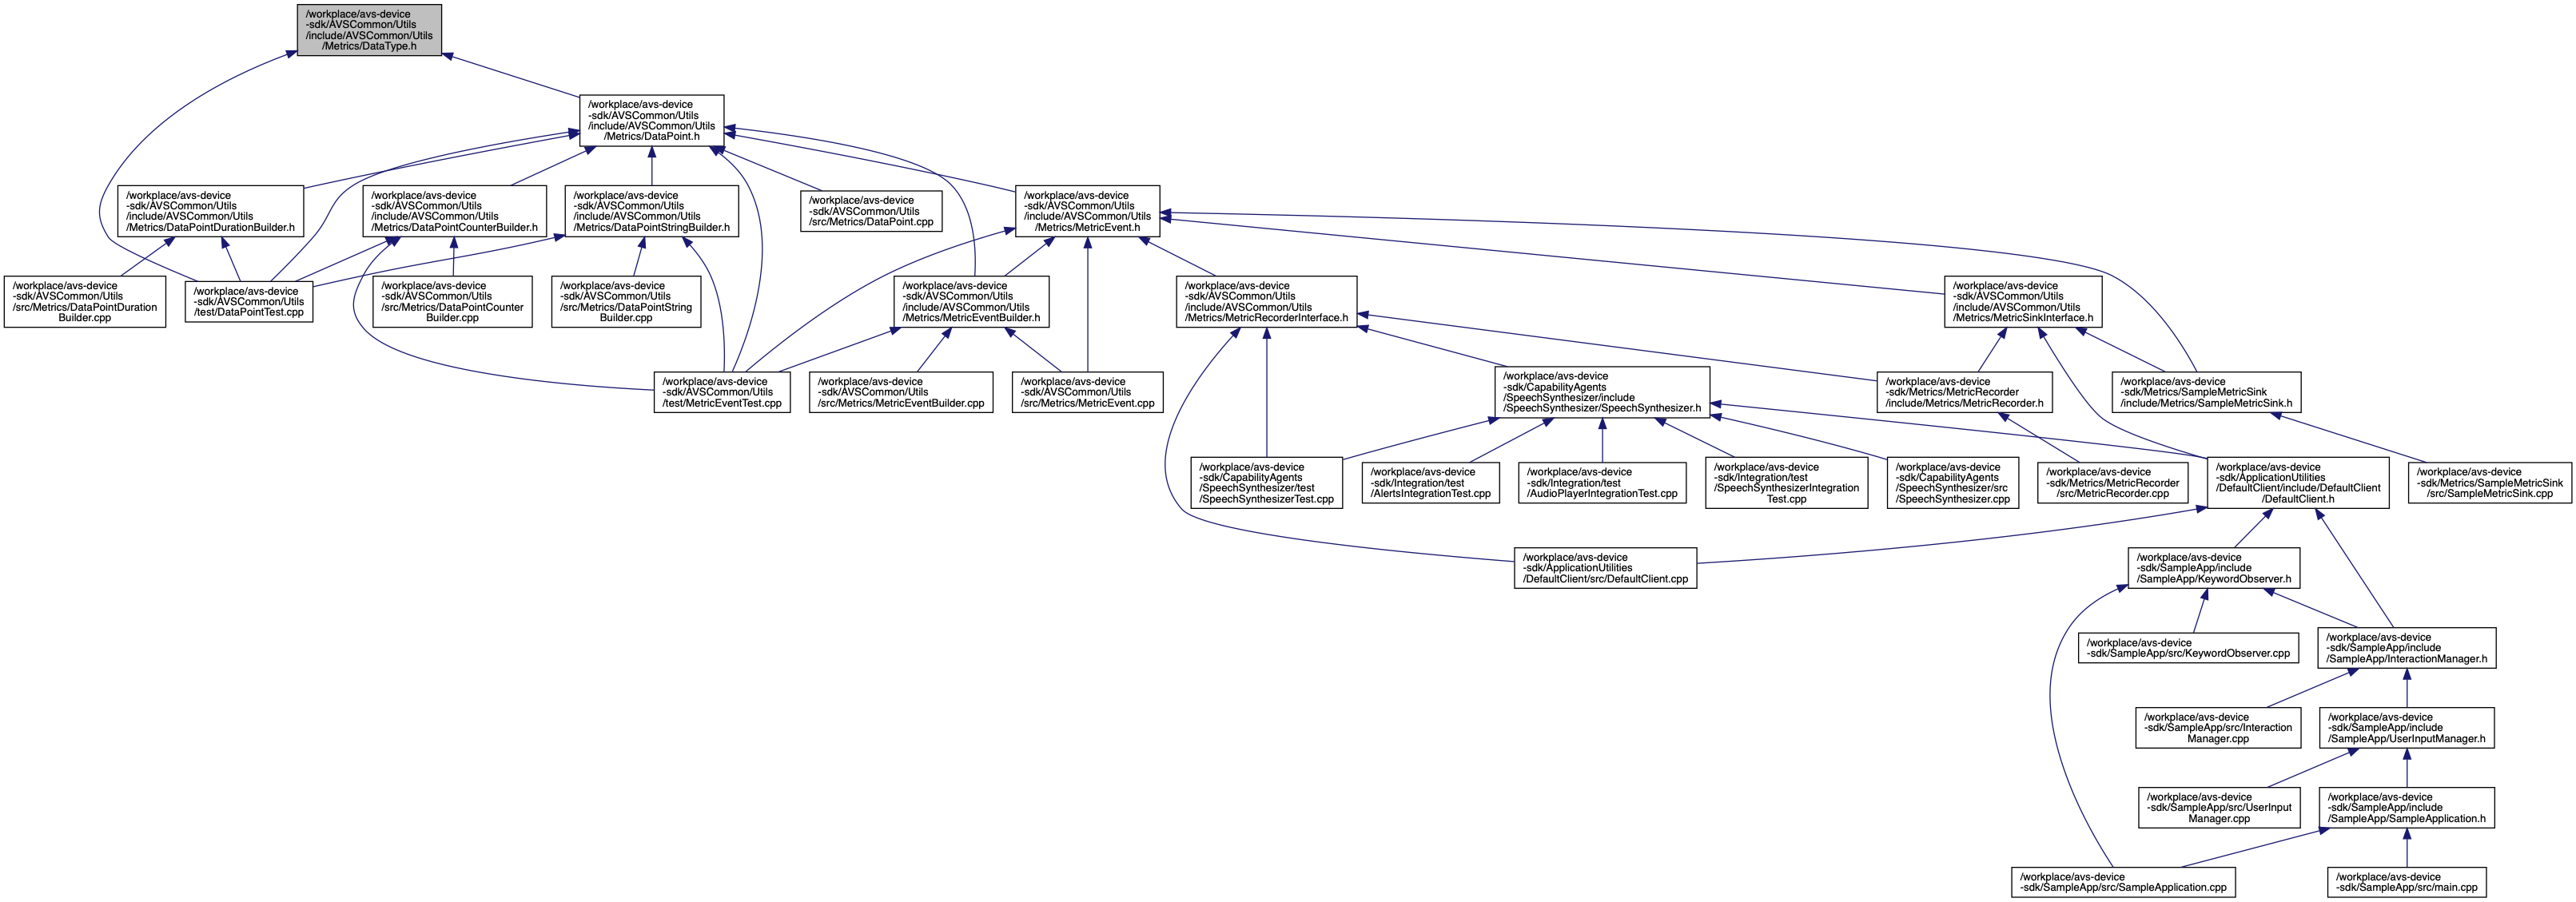 /workplace/avs-device
-sdk/AVSCommon/Utils
/include/AVSCommon/Utils
/Metrics/DataType.h
/workplace/avs-device
-sdk/AVSCommon/Utils
/include/AVSCommon/Utils
/Metrics/DataPoint.h
/workplace/avs-device
-sdk/AVSCommon/Utils
/include/AVSCommon/Utils
/Metrics/DataPointDurationBuilder.h
/workplace/avs-device
-sdk/AVSCommon/Utils
/include/AVSCommon/Utils
/Metrics/DataPointCounterBuilder.h
/workplace/avs-device
-sdk/AVSCommon/Utils
/include/AVSCommon/Utils
/Metrics/DataPointStringBuilder.h
/workplace/avs-device
-sdk/AVSCommon/Utils
/src/Metrics/DataPoint.cpp
/workplace/avs-device
-sdk/AVSCommon/Utils
/include/AVSCommon/Utils
/Metrics/MetricEvent.h
/workplace/avs-device
-sdk/AVSCommon/Utils
/src/Metrics/DataPointDuration
Builder.cpp
/workplace/avs-device
-sdk/AVSCommon/Utils
/test/DataPointTest.cpp
/workplace/avs-device
-sdk/AVSCommon/Utils
/src/Metrics/DataPointCounter
Builder.cpp
/workplace/avs-device
-sdk/AVSCommon/Utils
/src/Metrics/DataPointString
Builder.cpp
/workplace/avs-device
-sdk/AVSCommon/Utils
/include/AVSCommon/Utils
/Metrics/MetricEventBuilder.h
/workplace/avs-device
-sdk/AVSCommon/Utils
/include/AVSCommon/Utils
/Metrics/MetricRecorderInterface.h
/workplace/avs-device
-sdk/AVSCommon/Utils
/include/AVSCommon/Utils
/Metrics/MetricSinkInterface.h
/workplace/avs-device
-sdk/AVSCommon/Utils
/test/MetricEventTest.cpp
/workplace/avs-device
-sdk/AVSCommon/Utils
/src/Metrics/MetricEventBuilder.cpp
/workplace/avs-device
-sdk/AVSCommon/Utils
/src/Metrics/MetricEvent.cpp
/workplace/avs-device
-sdk/CapabilityAgents
/SpeechSynthesizer/include
/SpeechSynthesizer/SpeechSynthesizer.h
/workplace/avs-device
-sdk/Metrics/MetricRecorder
/include/Metrics/MetricRecorder.h
/workplace/avs-device
-sdk/Metrics/SampleMetricSink
/include/Metrics/SampleMetricSink.h
/workplace/avs-device
-sdk/CapabilityAgents
/SpeechSynthesizer/test
/SpeechSynthesizerTest.cpp
/workplace/avs-device
-sdk/Integration/test
/AlertsIntegrationTest.cpp
/workplace/avs-device
-sdk/Integration/test
/AudioPlayerIntegrationTest.cpp
/workplace/avs-device
-sdk/Integration/test
/SpeechSynthesizerIntegration
Test.cpp
/workplace/avs-device
-sdk/CapabilityAgents
/SpeechSynthesizer/src
/SpeechSynthesizer.cpp
/workplace/avs-device
-sdk/Metrics/MetricRecorder
/src/MetricRecorder.cpp
/workplace/avs-device
-sdk/ApplicationUtilities
/DefaultClient/include/DefaultClient
/DefaultClient.h
/workplace/avs-device
-sdk/Metrics/SampleMetricSink
/src/SampleMetricSink.cpp
/workplace/avs-device
-sdk/ApplicationUtilities
/DefaultClient/src/DefaultClient.cpp
/workplace/avs-device
-sdk/SampleApp/include
/SampleApp/KeywordObserver.h
/workplace/avs-device
-sdk/SampleApp/src/KeywordObserver.cpp
/workplace/avs-device
-sdk/SampleApp/include
/SampleApp/InteractionManager.h
/workplace/avs-device
-sdk/SampleApp/src/Interaction
Manager.cpp
/workplace/avs-device
-sdk/SampleApp/include
/SampleApp/UserInputManager.h
/workplace/avs-device
-sdk/SampleApp/src/UserInput
Manager.cpp
/workplace/avs-device
-sdk/SampleApp/include
/SampleApp/SampleApplication.h
/workplace/avs-device
-sdk/SampleApp/src/SampleApplication.cpp
/workplace/avs-device
-sdk/SampleApp/src/main.cpp